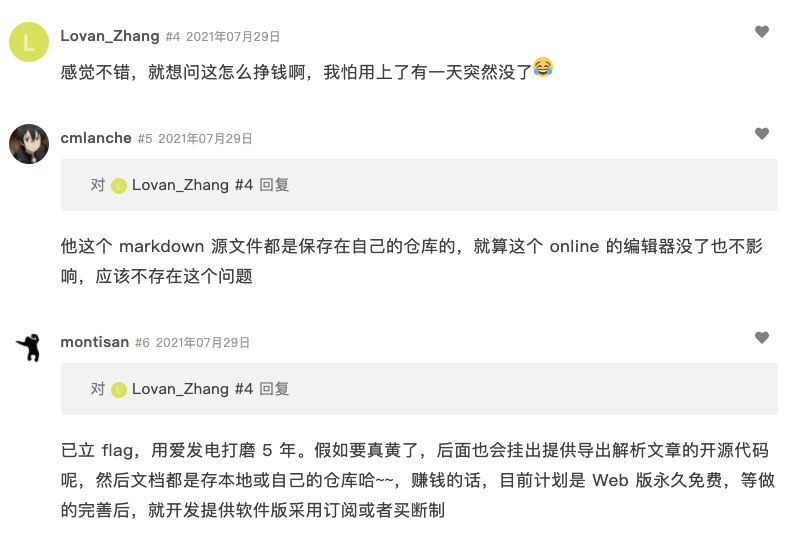 L
Lovan_Zhang #4 2021年07月29日
感觉不错，就想问这怎么挣钱啊，我怕用上了有一天突然没了😂
cmlanche #5 2021年07月29日
对 L Lovan_Zhang #4 回复
他这个 markdown 源文件都是保存在自己的仓库的，就算这个 online 的编辑器没了也不影
响，应该不存在这个问题
montisan #6 2021年07月29日
对 L Lovan_Zhang #4 回复
已立 flag，用爱发电打磨 5 年。假如要真黄了，后面也会挂出提供导出解析文章的开源代码
呢，然后文档都是存本地或自己的仓库哈~~，赚钱的话，目前计划是 Web 版永久免费，等做
的完善后，就开发提供软件版采用订阅或者买断制